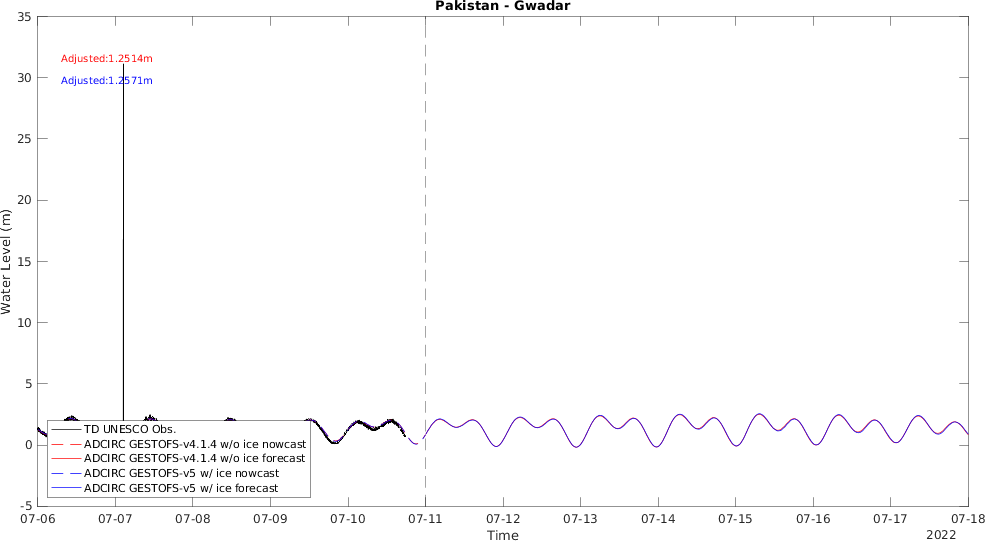 Pakistan - Gwadar
35
30
25
20
15
10
5
0
-5
Water Level (m)
Adjusted:1.2514m
Adjusted:1.2571m
TD UNESCO Obs.
ADCIRC GESTOFS-v4.1.4 w/o ice nowcast
ADCIRC GESTOFS-v4.1.4 w/o ice forecast
ADCIRC GESTOFS-v5 w/ ice nowcast
ADCIRC GESTOFS-v5 w/ ice forecast
07-06 07-07 07-08 07-09 07-10 07-11 07-12 07-13 07-14 07-15 07-16 07-17 07-18
Time
2022